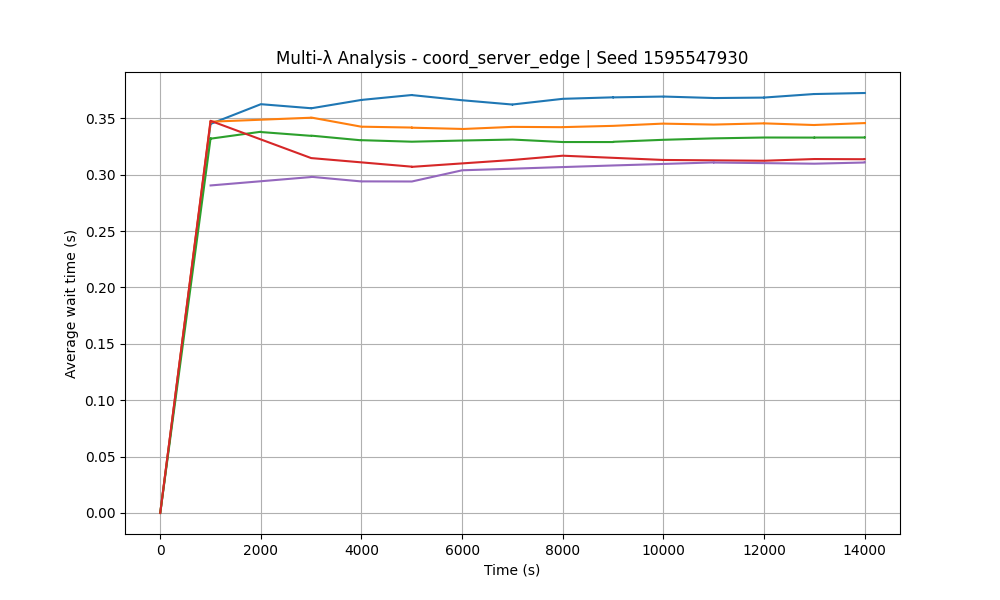 Multi-λ Analysis - coord_server_edge | Seed 1595547930
Average wait time (s)
0.35
0.30
0.25
0.20
0.15
0.10
0.05
0.00
0 2000 4000 6000 8000 10000 12000 14000
Time (s)